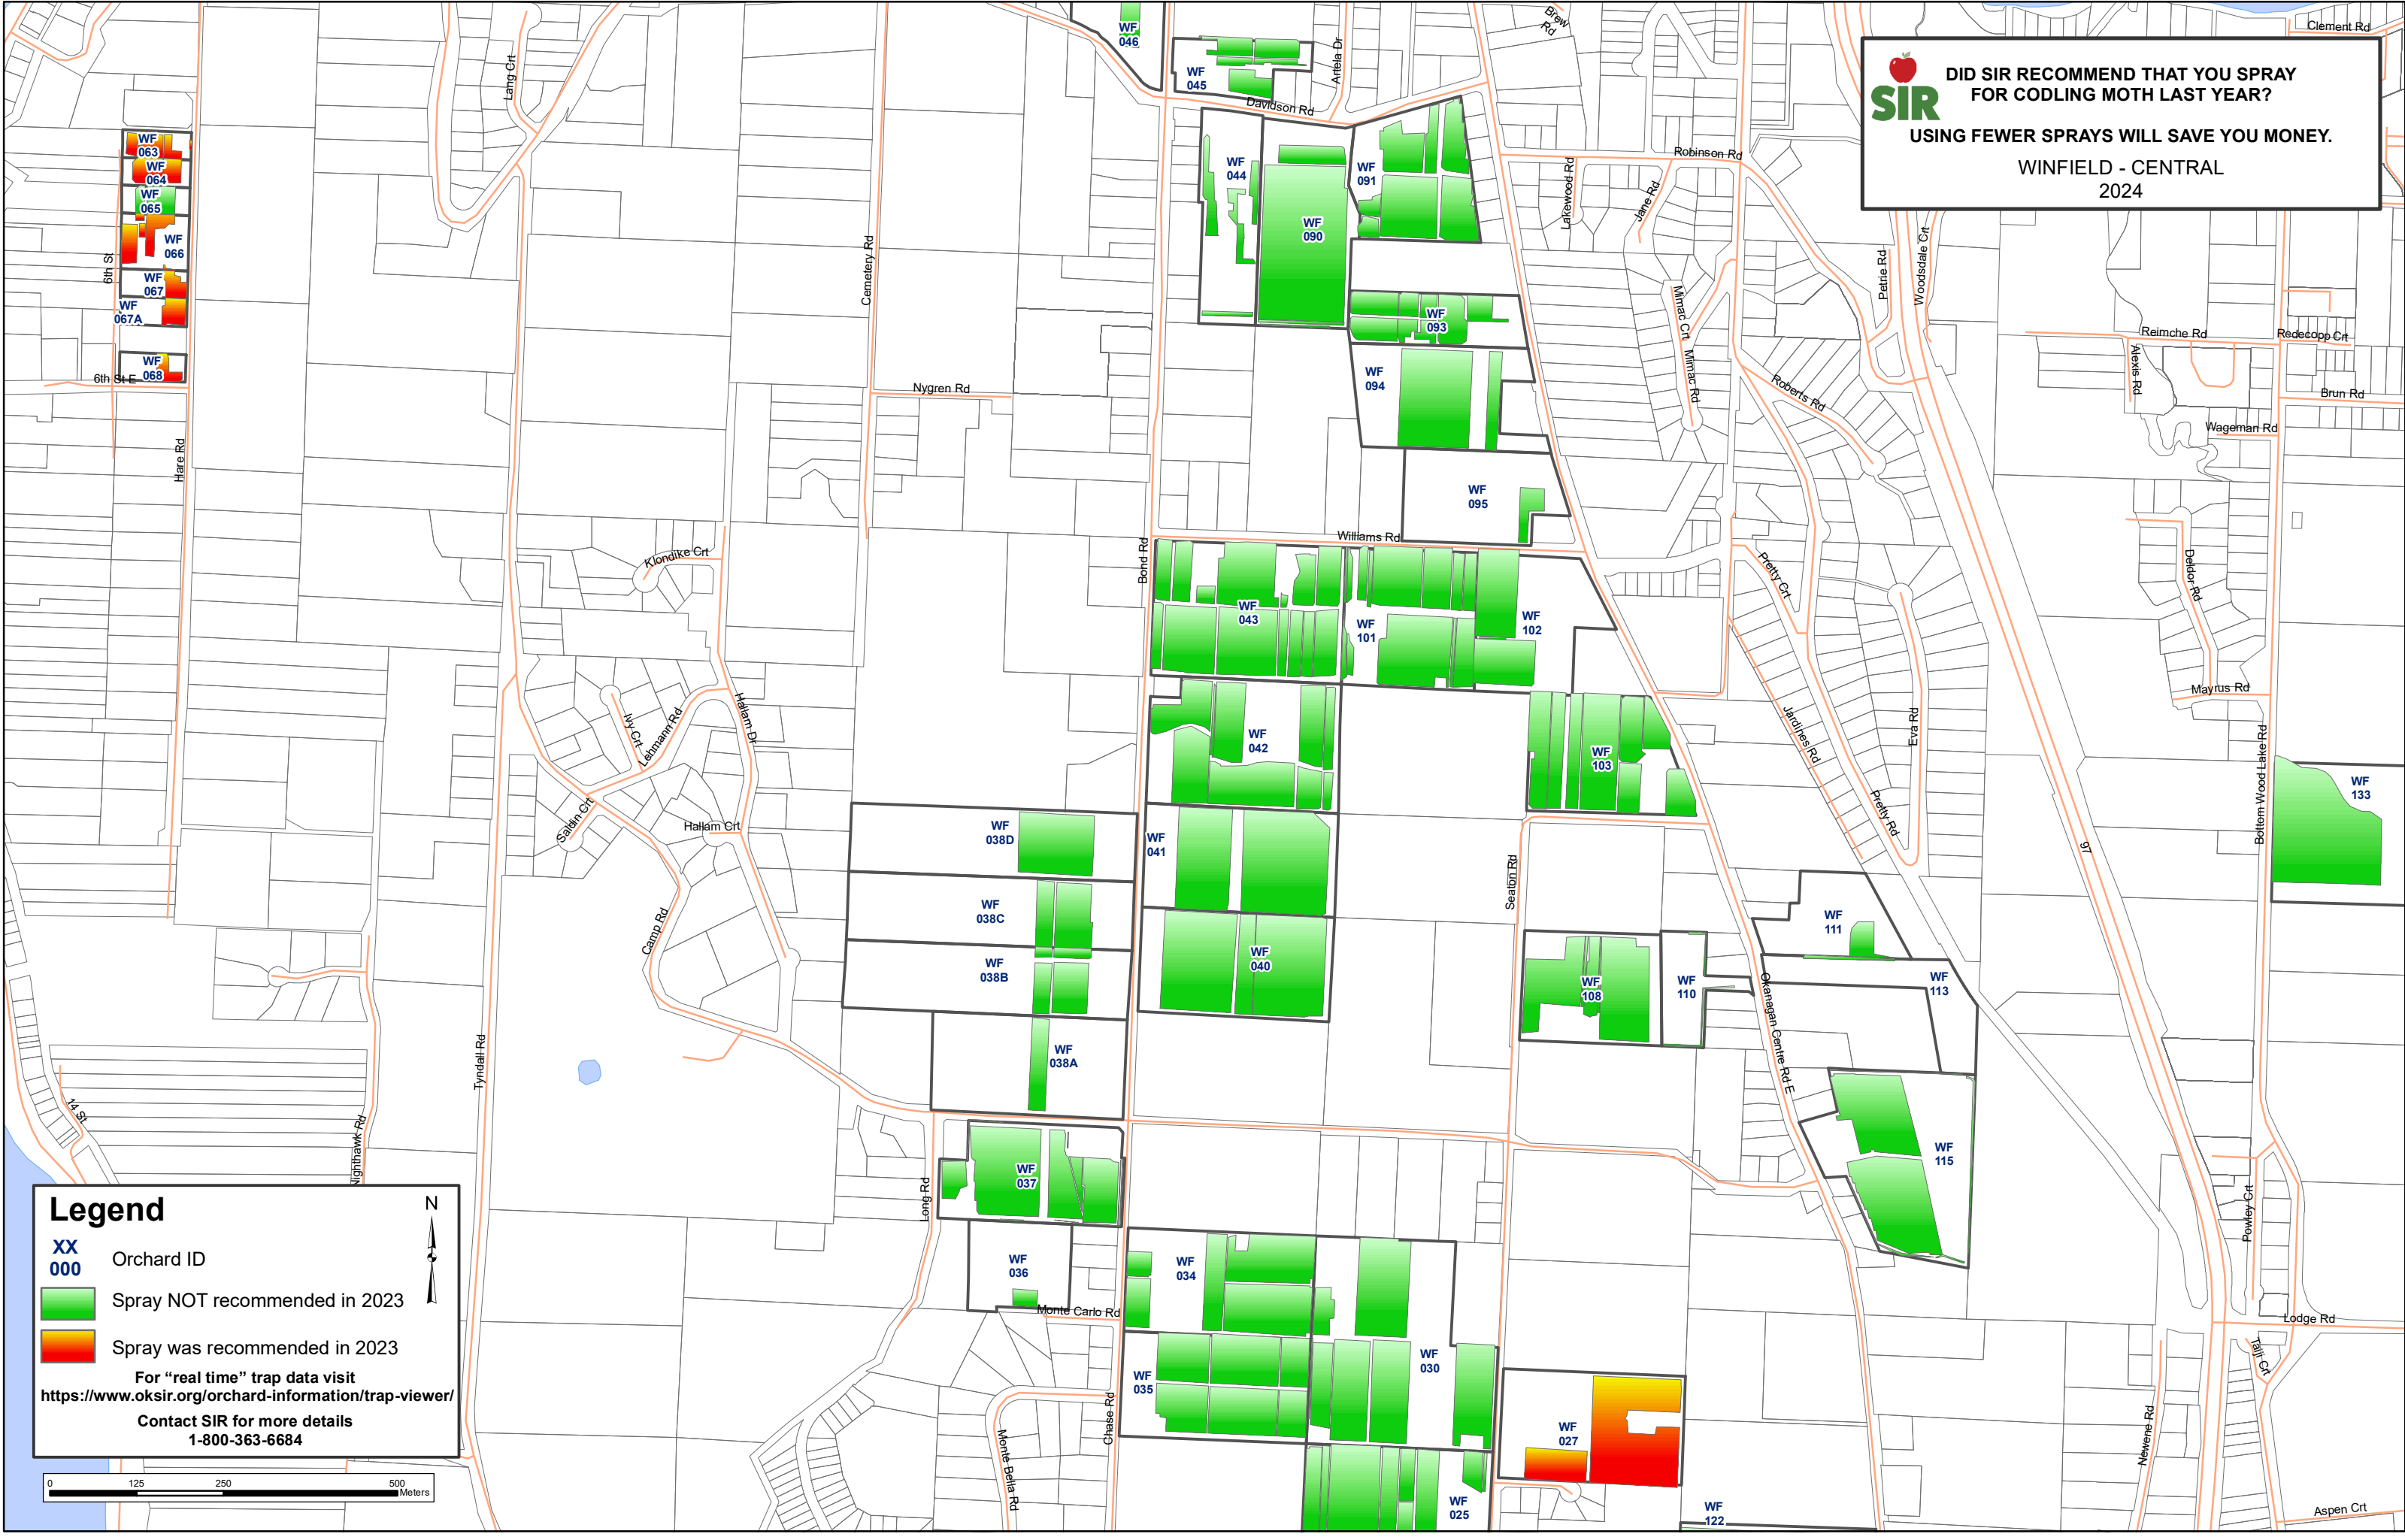 SIR
DID SIR RECOMMEND THAT YOU SPRAY
FOR CODLING MOTH LAST YEAR?
USING FEWER SPRAYS WILL SAVE YOU MONEY.
WINFIELD - CENTRAL
2024
Clement Rd
Brew
Rd
Lang Crt
Artela Dr
WF
046
WF
045
Davidson Rd
WF
063
WF
064
WF
065
WF
066
WF
067
WF
067A
WF
068
6th St
6th St E
Hare Rd
Cemetery Rd
WF
044
WF
090
WF
091
WF
093
WF
094
WF
095
Robinson Rd
Lakewood Rd
Jane Rd
Mimac Crt
Mimac Rd
Roberts Rd
Petrie Rd
Woodsdale Crt
Reimche Rd
Redecopp Crt
Alexis Rd
Brun Rd
Wageman Rd
Nygren Rd
Williams Rd
Bond Rd
Klondike Crt
WF
043
WF
101
WF
102
Pretty Crt
Deldor Rd
Mayrus Rd
Hallam Dr
Ivy Crt
Lehmann Rd
Saldin Crt
Hallam Crt
WF
042
WF
103
Jardines Rd
Eva Rd
Pretty Rd
Bottom Wood Lake Rd
97
WF
133
WF
038D
WF
041
WF
038C
WF
038B
WF
040
WF
038A
Camp Rd
Seaton Rd
WF
108
WF
110
WF
111
WF
113
Okanagan Centre Rd E
WF
115
Tyndall Rd
14 St
Nighthawk Rd
Long Rd
WF
037
WF
036
Monte Carlo Rd
WF
034
WF
035
WF
030
WF
027
WF
025
WF
122
Chase Rd
Monte Bella Rd
Powley Crt
Lodge Rd
Taiji Crt
Newene Rd
Aspen Crt
Legend
N
XX
000
Orchard ID
Spray NOT recommended in 2023
Spray was recommended in 2023
For “real time” trap data visit
https://www.oksir.org/orchard-information/trap-viewer/
Contact SIR for more details
1-800-363-6684
0 125 250 500
Meters